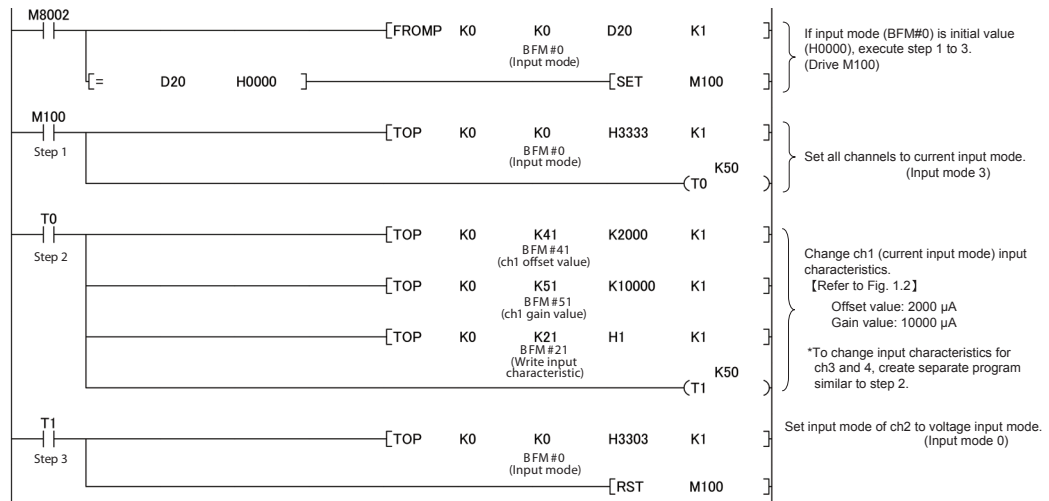 M8002
FROMP K0 K0 D20 K1
BFM#0
(Input mode)
= D20 H0000
SET M100
If input mode (BFM#0) is initial value
(H0000), execute step 1 to 3.
(Drive M100)
M100
Step 1
TOP K0 K0 H3333 K1
BFM#0
(Input mode)
K50
T0
Set all channels to current input mode.
(Input mode 3)
T0
Step 2
TOP K0 K41 K2000 K1
BFM#41
(ch1 offset value)
TOP K0 K51 K10000 K1
BFM#51
(ch1 gain value)
TOP K0 K21 H1 K1
BFM#21
(Write input
characteristic)
K50
T1
Change ch1 (current input mode) input
characteristics.
【Refer to Fig. 1.2】
Offset value: 2000 µA
Gain value: 10000 µA
*To change input characteristics for
ch3 and 4, create separate program
similar to step 2.
T1
Step 3
TOP K0 K0 H3303 K1
BFM#0
(Input mode)
RST M100
Set input mode of ch2 to voltage input mode.
(Input mode 0)